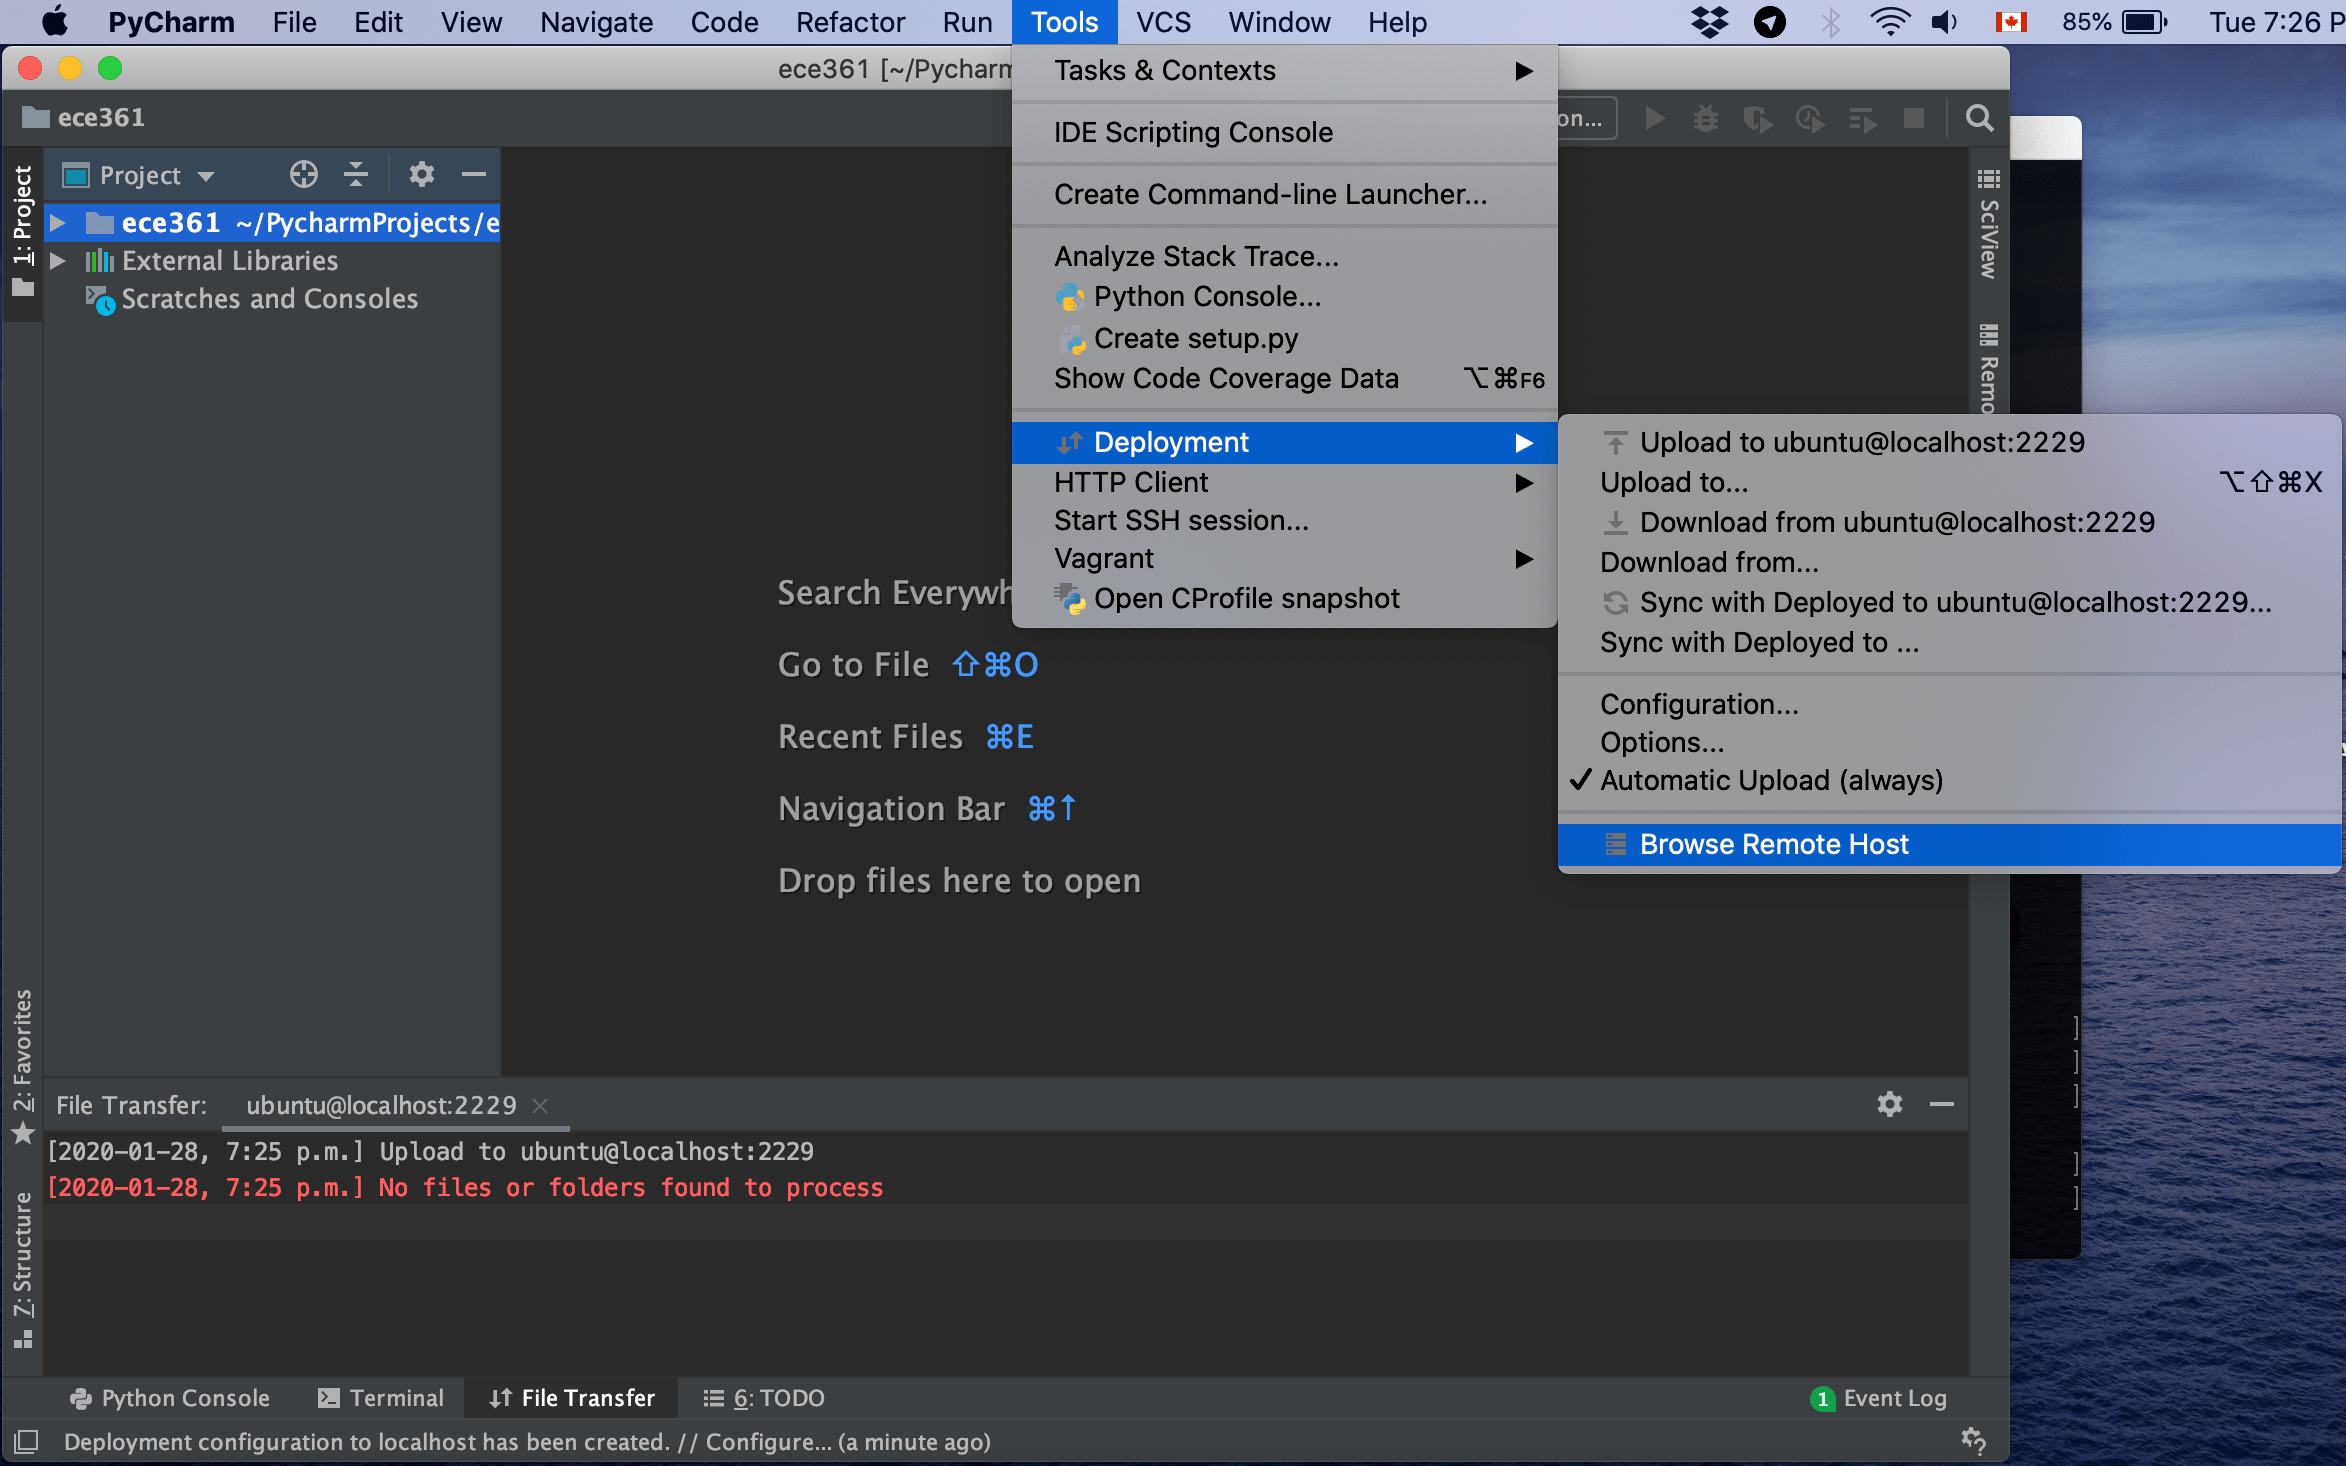 PyCharm File Edit View Navigate Code Refactor Run Tools VCS Window Help 85% Tue 7:26 P
ece361 [~/Pycharm
ece361
on...
1: Project
Project
ece361 ~/PycharmProjects/e
External Libraries
Scratches and Consoles
Tasks & Contexts
IDE Scripting Console
Create Command-line Launcher...
Analyze Stack Trace...
Python Console...
Create setup.py
Show Code Coverage Data ⌥⌘F6
Deployment
HTTP Client
Start SSH session...
Vagrant
Open CProfile snapshot
Upload to ubuntu@localhost:2229
Upload to... ⌥⇧⌘X
Download from ubuntu@localhost:2229
Download from...
Sync with Deployed to ubuntu@localhost:2229...
Sync with Deployed to ...
Configuration...
Options...
✓ Automatic Upload (always)
Browse Remote Host
SciView
Remo
Search Everywh
Go to File ⇧⌘O
Recent Files ⌘E
Navigation Bar ⌘↑
Drop files here to open
2: Favorites
Z: Structure
File Transfer: ubuntu@localhost:2229
[2020-01-28, 7:25 p.m.] Upload to ubuntu@localhost:2229
[2020-01-28, 7:25 p.m.] No files or folders found to process
]
]
]
]
]
Python Console Terminal File Transfer 6: TODO 1 Event Log
Deployment configuration to localhost has been created. // Configure... (a minute ago)